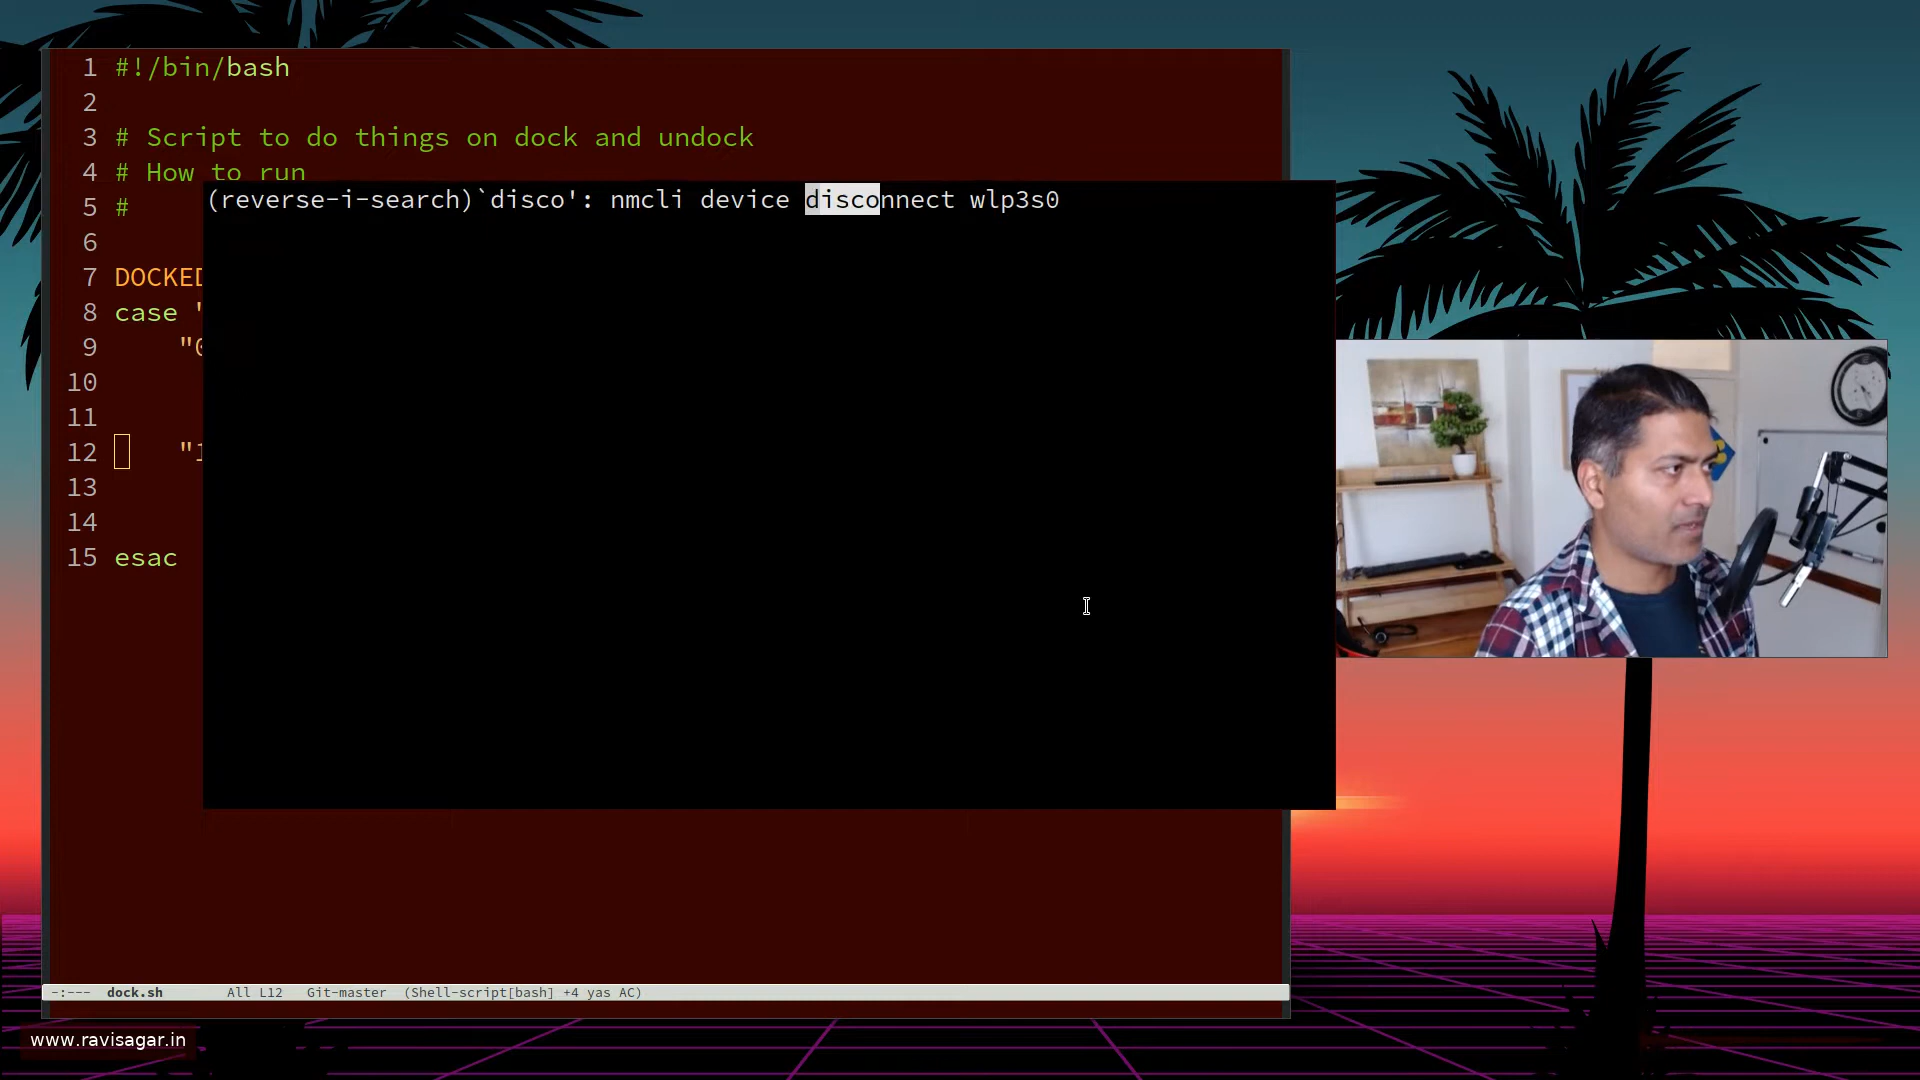 1 #!/bin/bash
2
3 # Script to do things on dock and undock
4 # How to run
5 #
(reverse-i-search)`disco': nmcli device disconnect wlp3s0
6
7 DOCKED
8 case "
9 "0
10
11
12 "1
13
14
15 esac
-:--- dock.sh All L12 Git-master (Shell-script[bash] +4 yas AC)
www.ravisagar.in